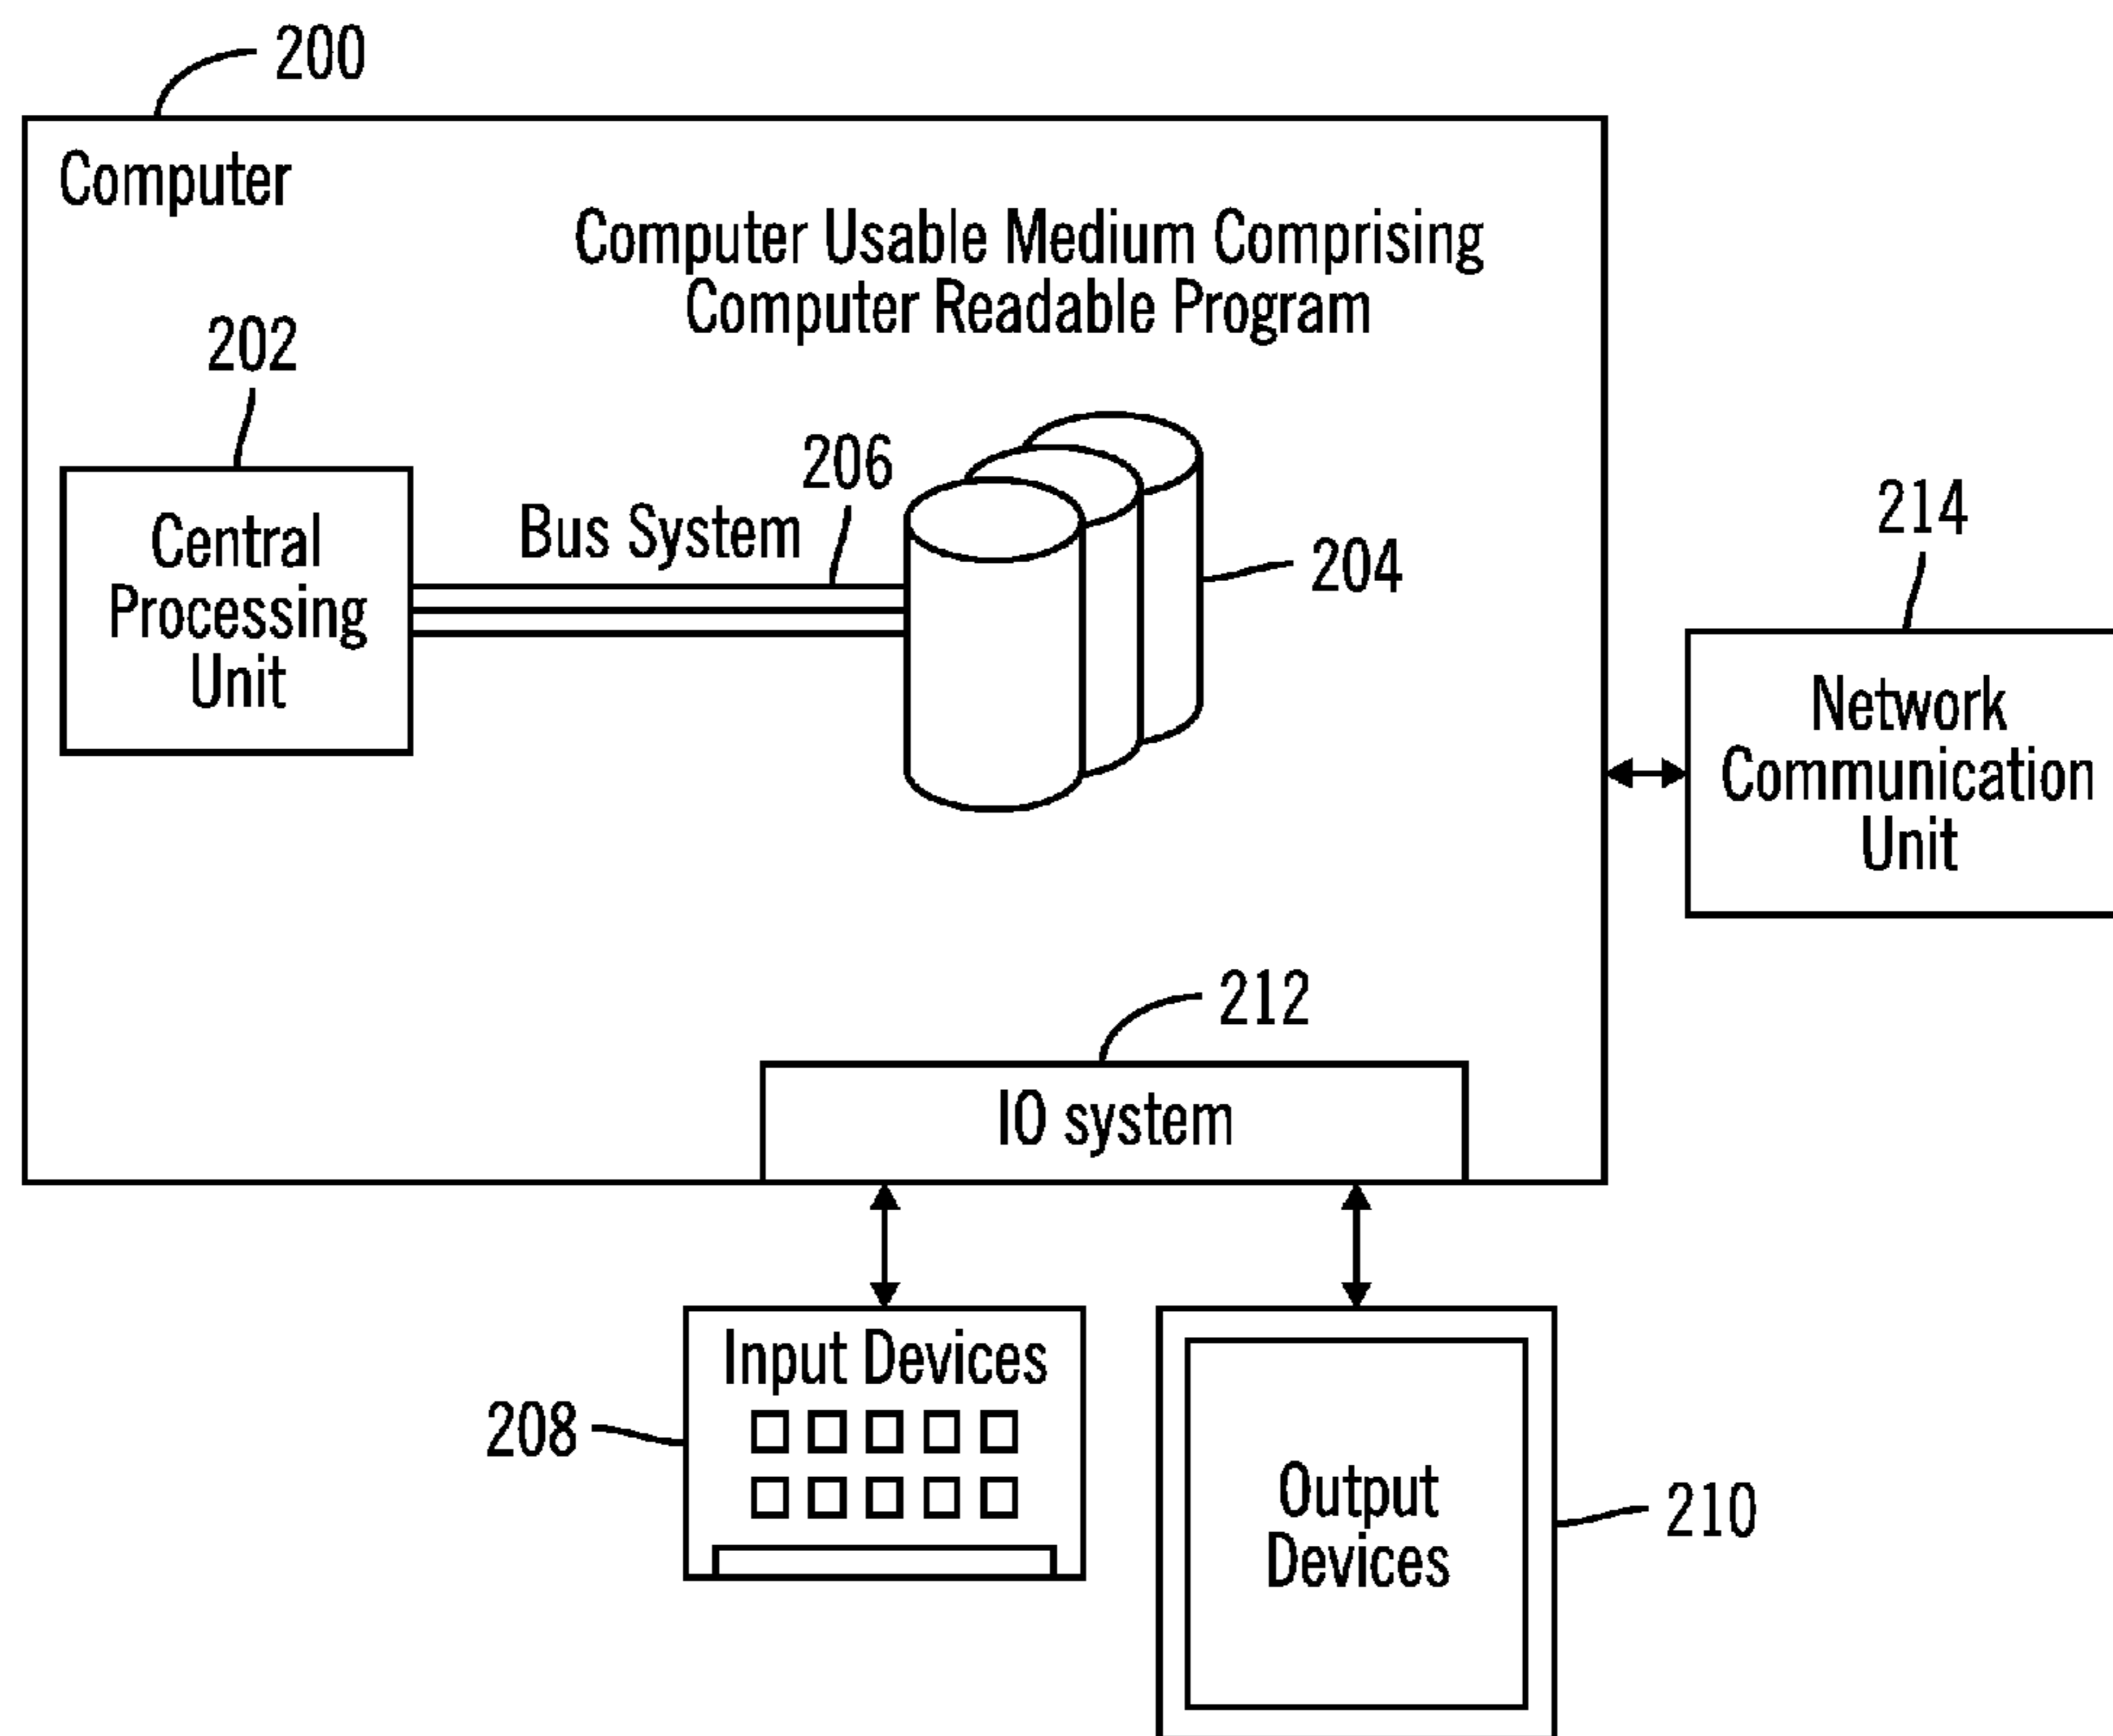 200
Computer
Computer Usable Medium Comprising
Computer Readable Program
202
206
Bus System
Central
Processing
Unit
204
214
Network
Communication
Unit
212
IO system
Input Devices
208
Output
Devices
210